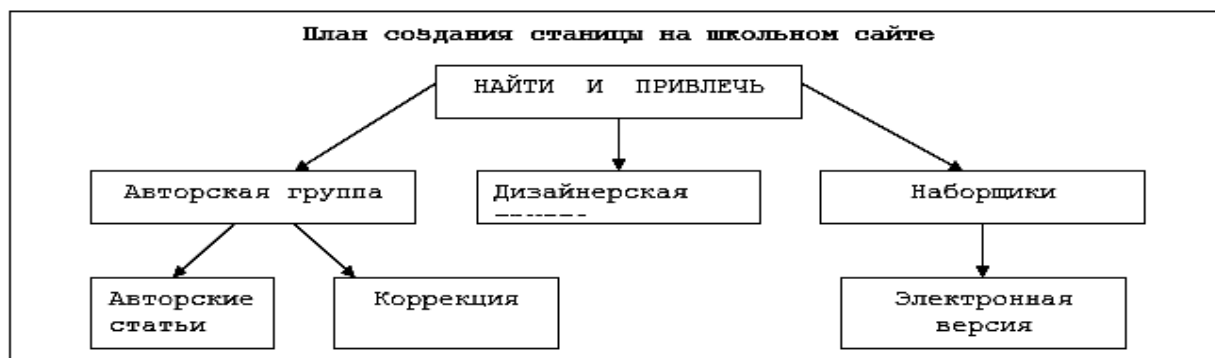 План создания станицы на школьном сайте
НАЙТИ И ПРИВЛЕЧЬ
Авторская группа
Дизайнерская
Наборщики
Авторские
статьи
Коррекция
Электронная
версия